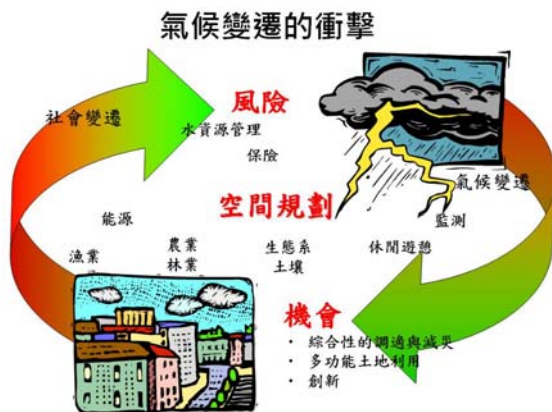 氣候變遷的衝擊
風險
社會變遷
水資源管理
保險
氣候變遷
空間規劃
能源
監測
漁業
農業
林業
生態系
土壤
休閒遊憩
機會
• 綜合性的調適與減災
• 多功能土地利用
• 創新